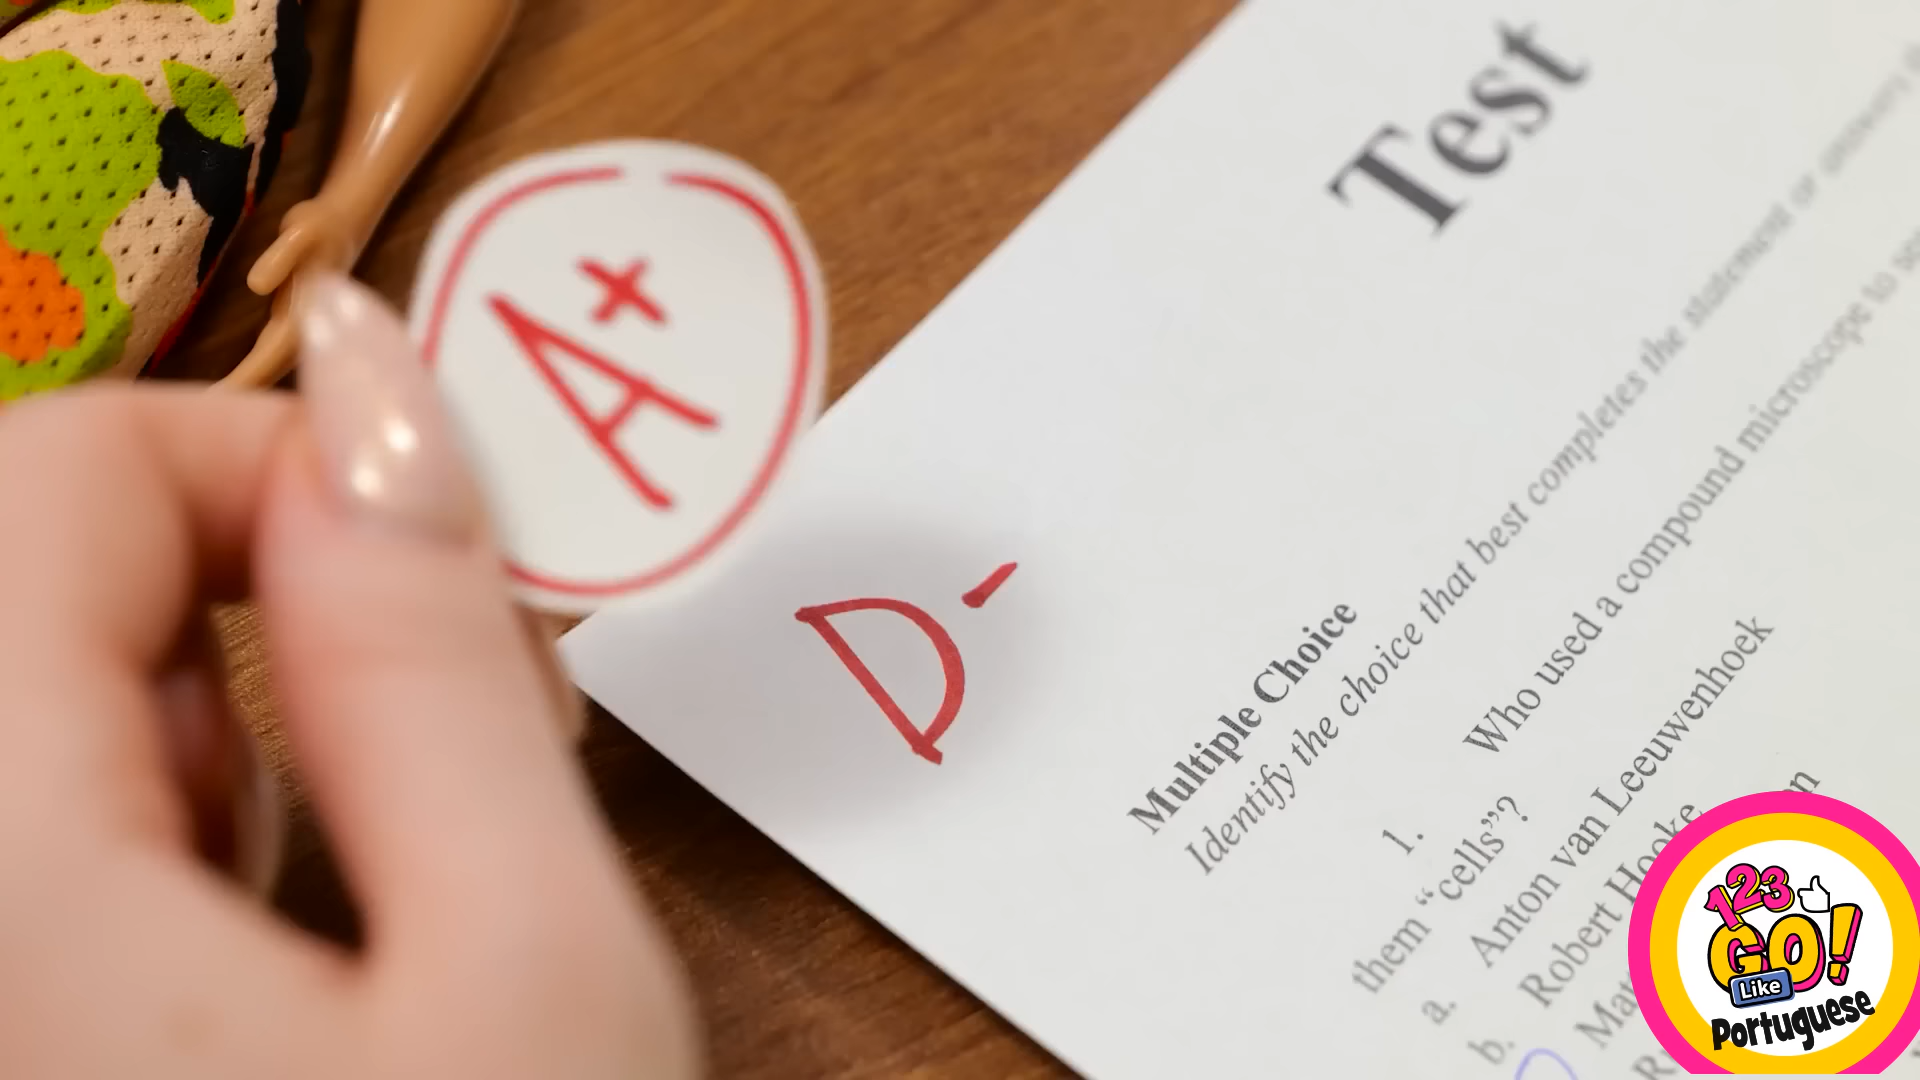 A+
D-
Test
Multiple Choice
Identify the choice that best completes the statement or answers
1. Who used a compound microscope to
them “cells”?
a. Anton van Leeuwenhoek
b. Robert Hooke
123
GO!
Like
Portuguese